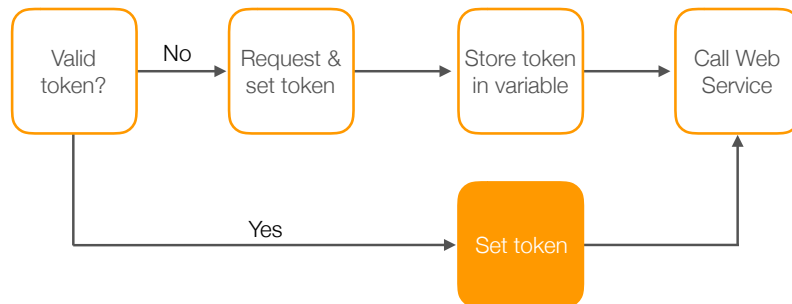 Valid
token?
No
Request &
set token
Store token
in variable
Call Web
Service
Yes
Set token